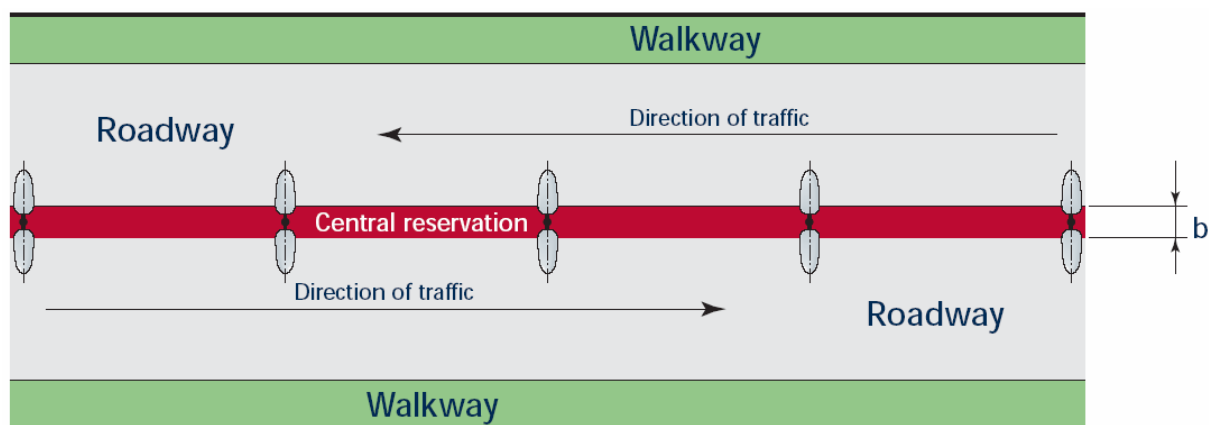 Walkway
Direction of traffic
Roadway
Central reservation
b
Direction of traffic
Roadway
Walkway